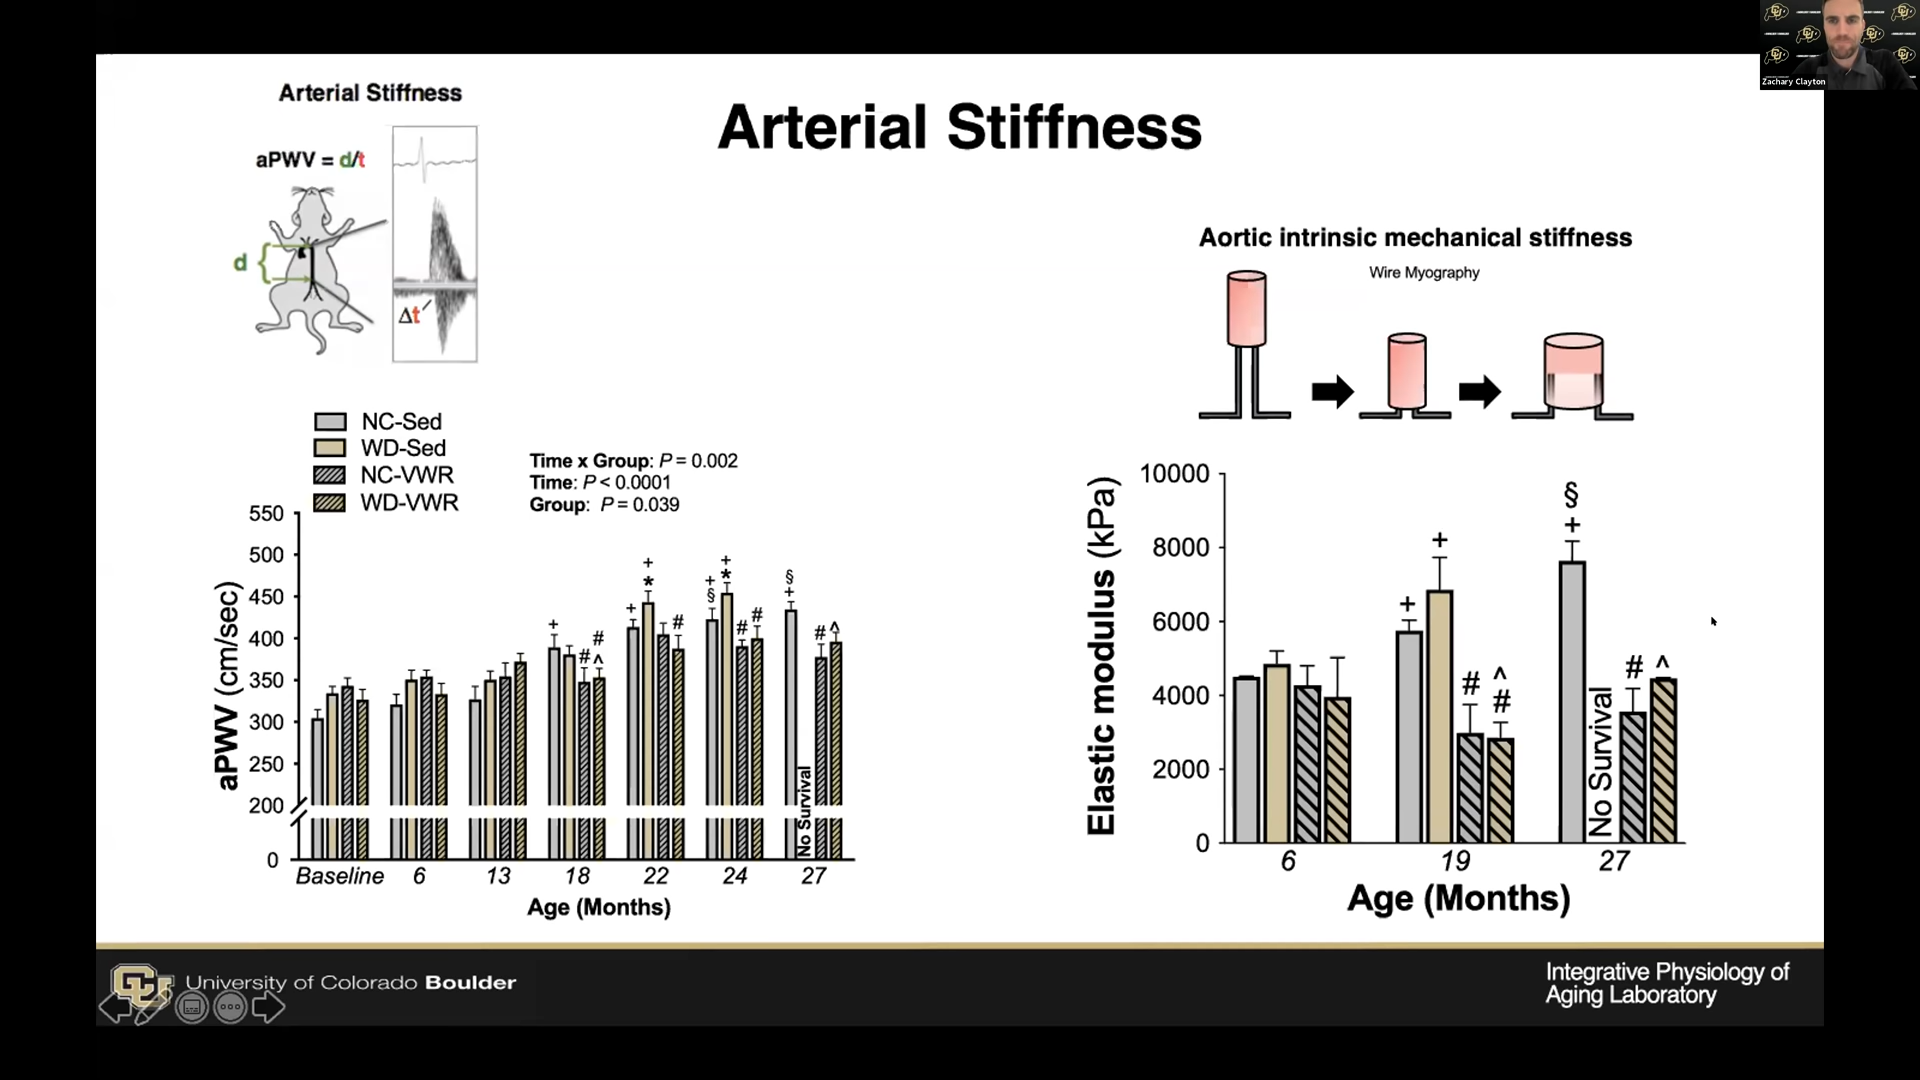 Zachary Clayton
Arterial Stiffness
Arterial Stiffness
aPWV = d/t
d
Δt
NC-Sed
WD-Sed
NC-VWR
WD-VWR
Time x Group: P = 0.002
Time: P < 0.0001
Group: P = 0.039
aPWV (cm/sec)
550
500
450
400
350
300
250
200
0
+
# # ^
+
+ *
#
+ §
+ *
# #
§ +
# ^
No Survival
Baseline 6 13 18 22 24 27
Age (Months)
Aortic intrinsic mechanical stiffness
Wire Myography
Elastic modulus (kPa)
10000
8000
6000
4000
2000
0
+ +
# ^ #
§ +
# ^
No Survival
6 19 27
Age (Months)
CU
University of Colorado Boulder
Integrative Physiology of
Aging Laboratory